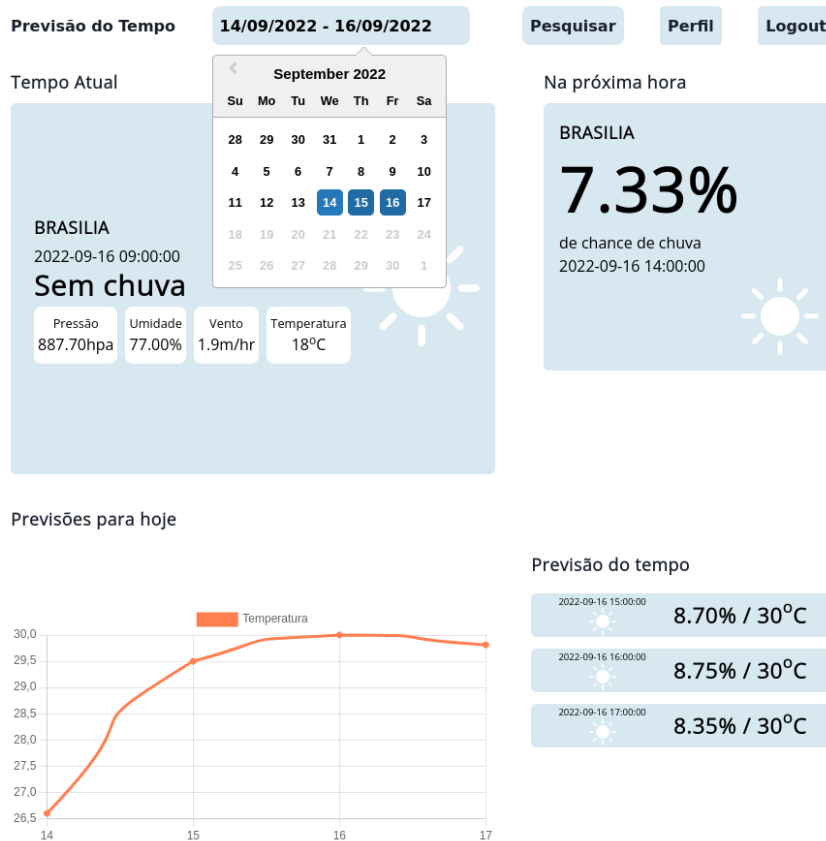 Previsão do Tempo
14/09/2022 - 16/09/2022
Pesquisar
Perfil
Logout
September 2022
Su Mo Tu We Th Fr Sa
28 29 30 31 1 2 3
4 5 6 7 8 9 10
11 12 13 14 15 16 17
18 19 20 21 22 23 24
25 26 27 28 29 30 1
Tempo Atual
BRASILIA
2022-09-16 09:00:00
Sem chuva
Pressão
887.70hpa
Umidade
77.00%
Vento
1.9m/hr
Temperatura
18ºC
Na próxima hora
BRASILIA
7.33%
de chance de chuva
2022-09-16 14:00:00
Previsões para hoje
Temperatura
30,0
29,5
29,0
28,5
28,0
27,5
27,0
26,5
14 15 16 17
Previsão do tempo
2022-09-16 15:00:00
8.70% / 30ºC
2022-09-16 16:00:00
8.75% / 30ºC
2022-09-16 17:00:00
8.35% / 30ºC